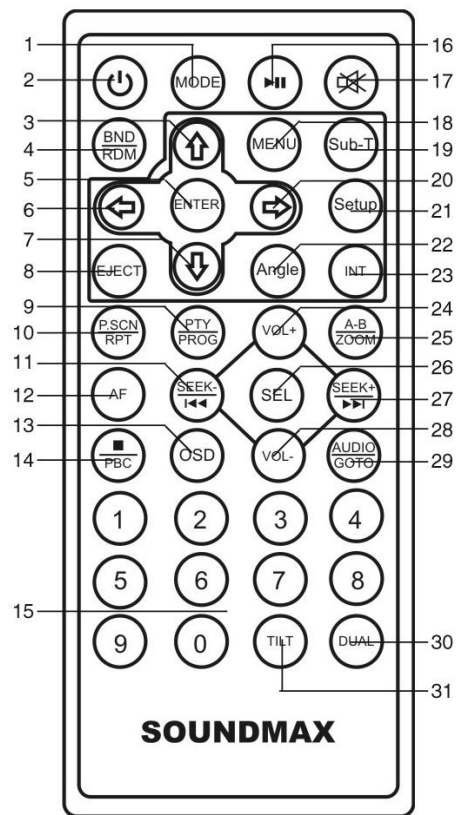 1 MODE 16
2 17
3 BND RDM MENU Sub-T 18
4 19
5 ENTER 20
6 Setup 21
7 22
8 EJECT Angle INT 23
9 P.SCN RPT PTY PROG VOL+ A-B ZOOM 24
10 25
11 SEEK- SEL SEEK+ 26
12 AF 27
13 OSD VOL- AUDIO GOTO 28
14 PBC 29
1 2 3 4
5 6 7 8
15
9 0 TILT DUAL 30
31
SOUNDMAX